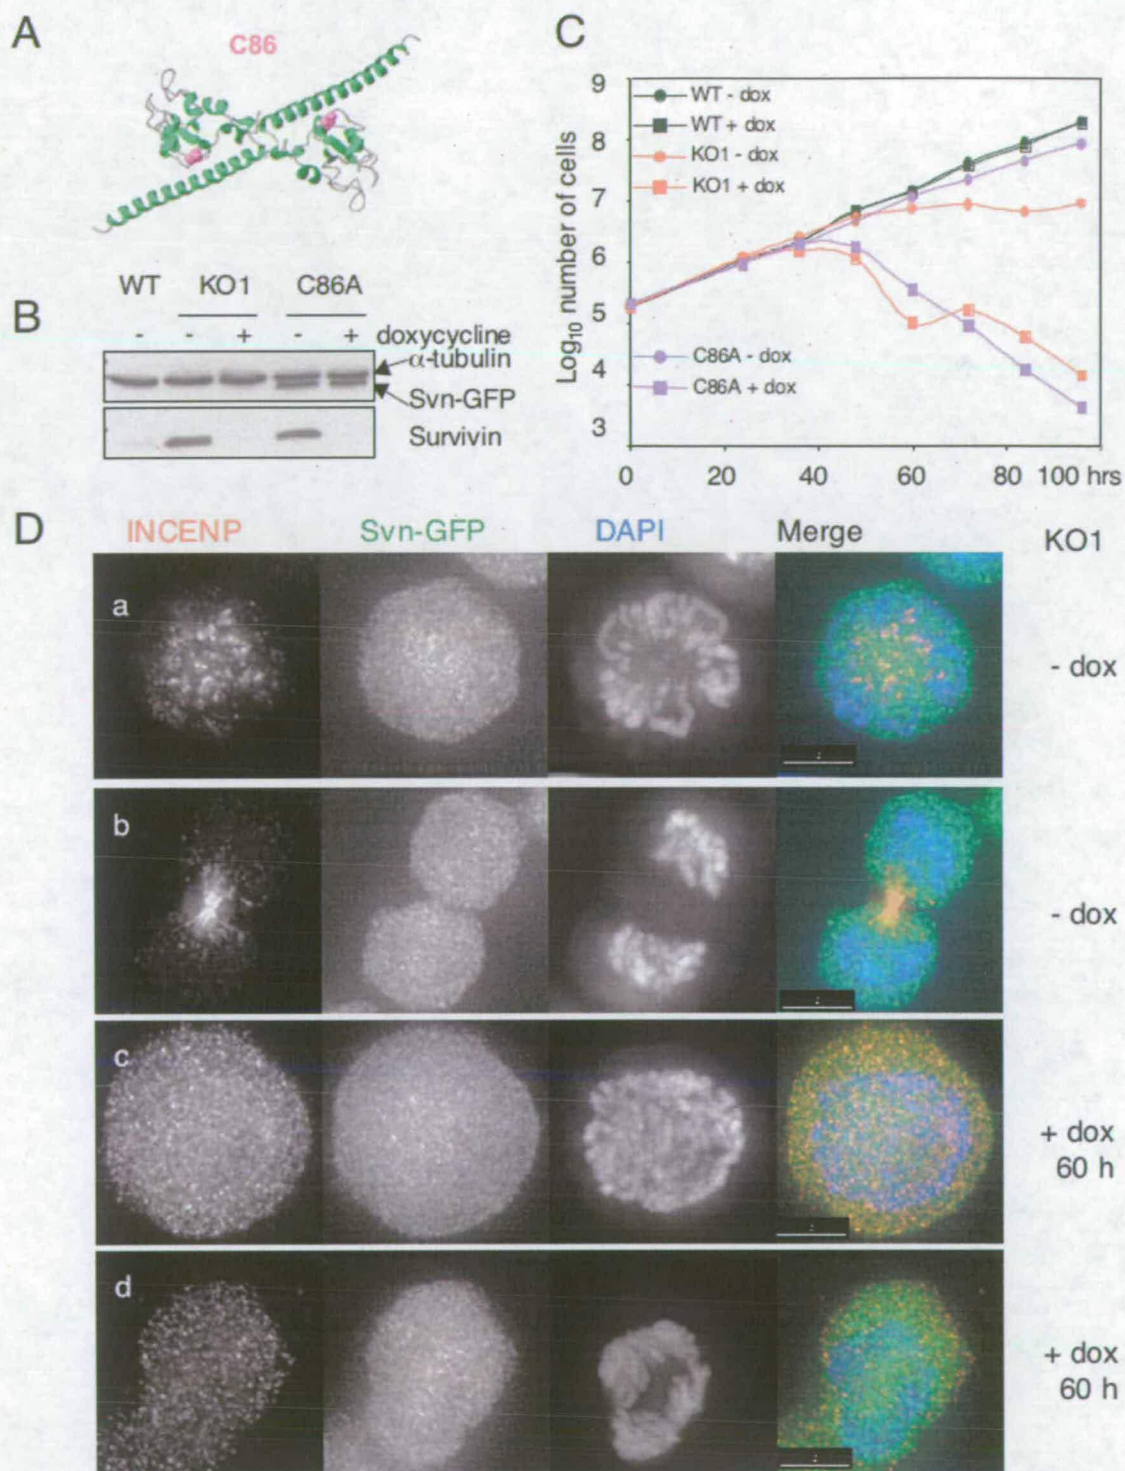 A
C86
B
WT KO1 C86A
- - + - + doxycycline
α-tubulin
Svn-GFP
Survivin
C
Log₁₀ number of cells
9
8
7
6
5
4
3
0 20 40 60 80 100 hrs
WT - dox
WT + dox
KO1 - dox
KO1 + dox
C86A - dox
C86A + dox
D
INCENP Svn-GFP DAPI Merge KO1
a
- dox
b
- dox
c
+ dox
60 h
d
+ dox
60 h